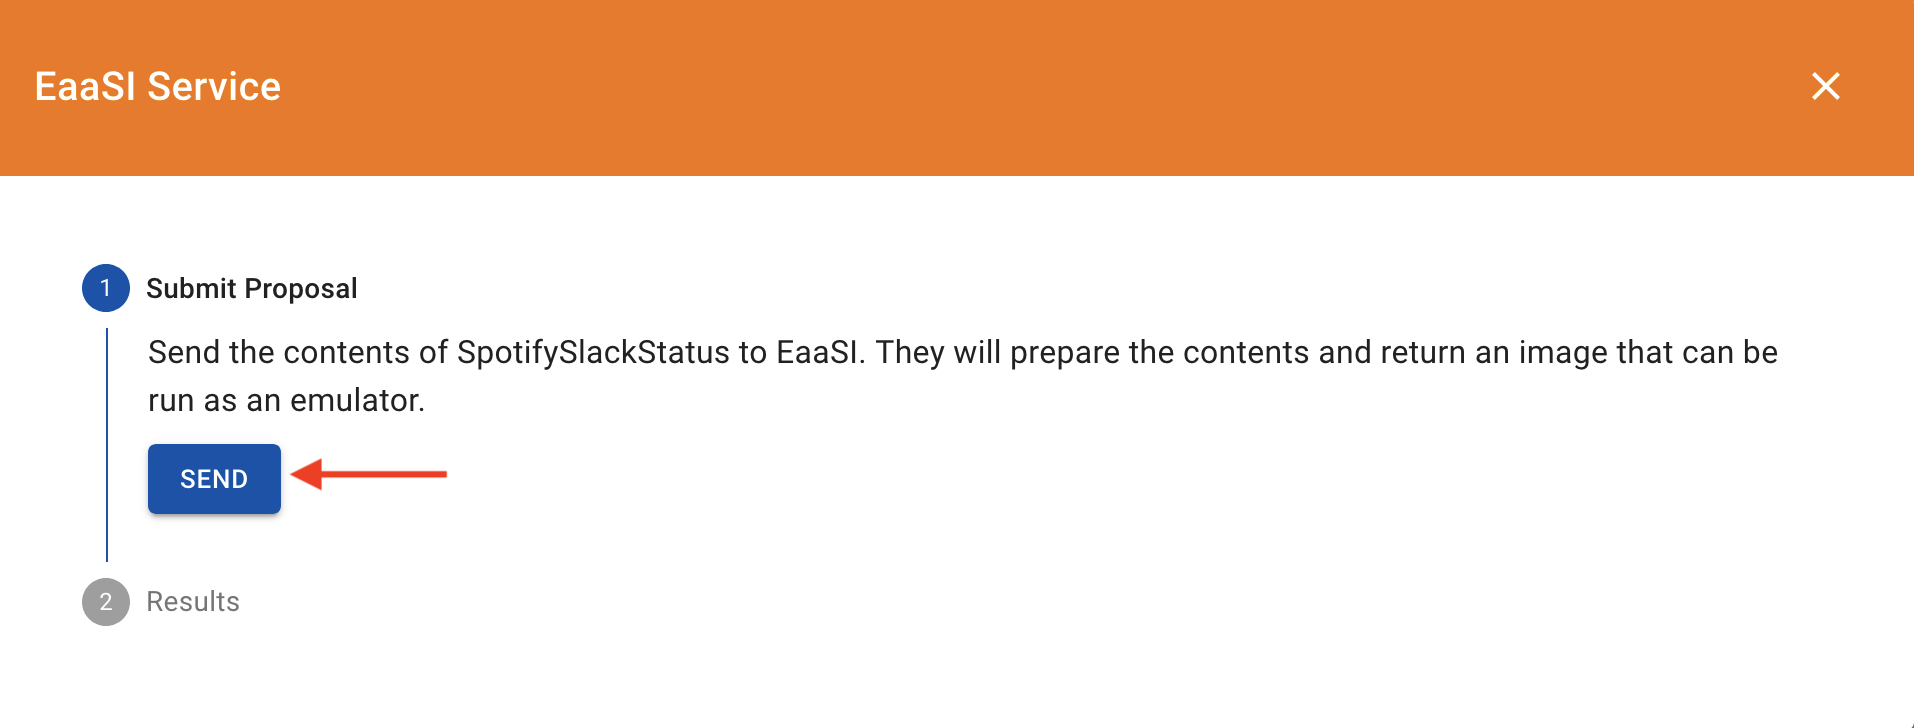 EaaSI Service
1 Submit Proposal
Send the contents of SpotifySlackStatus to EaaSI. They will prepare the contents and return an image that can be
run as an emulator.
SEND
2 Results